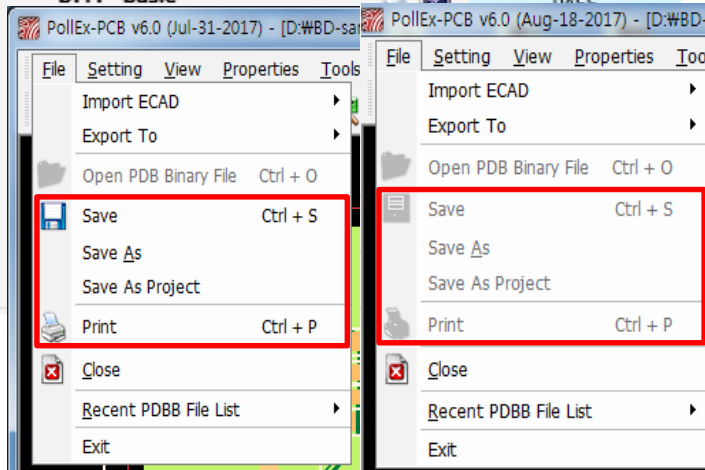 PollEx-PCB v6.0 (Jul-31-2017) - [D:₩BD-sa
File Setting View Properties Tools
Import ECAD
Export To
Open PDB Binary File Ctrl + O
Save Ctrl + S
Save As
Save As Project
Print Ctrl + P
Close
Recent PDBB File List
Exit
PollEx-PCB v6.0 (Aug-18-2017) - [D:₩BD-
File Setting View Properties Too
Import ECAD
Export To
Open PDB Binary File Ctrl + O
Save Ctrl + S
Save As
Save As Project
Print Ctrl + P
Close
Recent PDBB File List
Exit